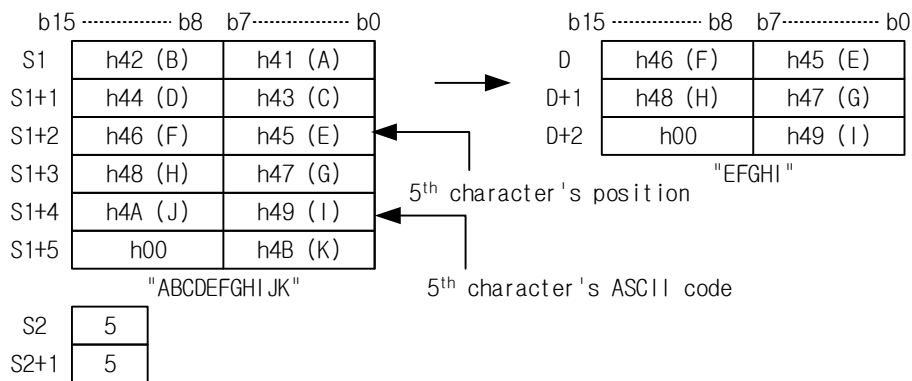 b15 --------------- b8 b7--------------- b0
S1 h42 (B) h41 (A)
S1+1 h44 (D) h43 (C)
S1+2 h46 (F) h45 (E)
S1+3 h48 (H) h47 (G)
S1+4 h4A (J) h49 (I)
S1+5 h00 h4B (K)
"ABCDEFGHIJK"
b15 --------------- b8 b7--------------- b0
D h46 (F) h45 (E)
D+1 h48 (H) h47 (G)
D+2 h00 h49 (I)
"EFGHI"
5th character's position
5th character's ASCII code
S2 5
S2+1 5